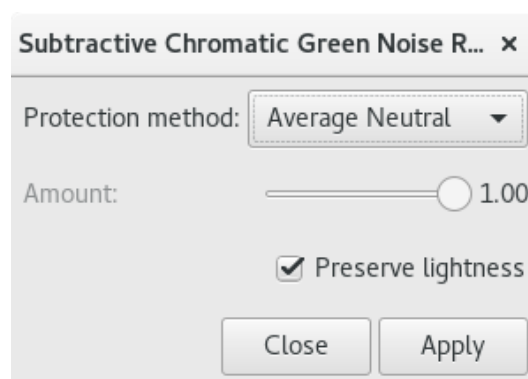 Subtractive Chromatic Green Noise R... ×
Protection method: Average Neutral
Amount: 1.00
Preserve lightness
Close Apply